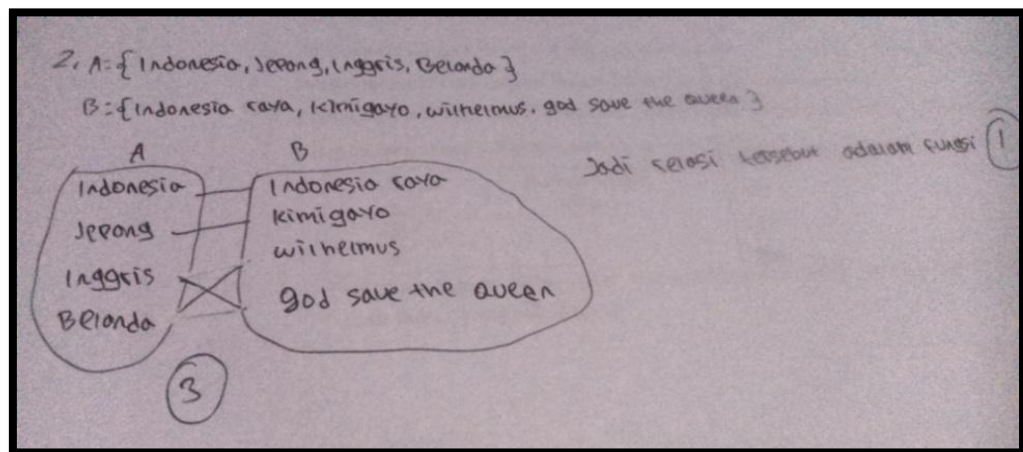 2. A={Indonesia, Jepang, Inggris, Belanda}
B={Indonesia raya, kimigayo, wilhelmus, god save the queen}
Jadi relasi tersebut adalah fungsi 1
A B
Indonesia Indonesia raya
Jepang kimigayo
Inggris wilhelmus
Belanda god save the queen
3